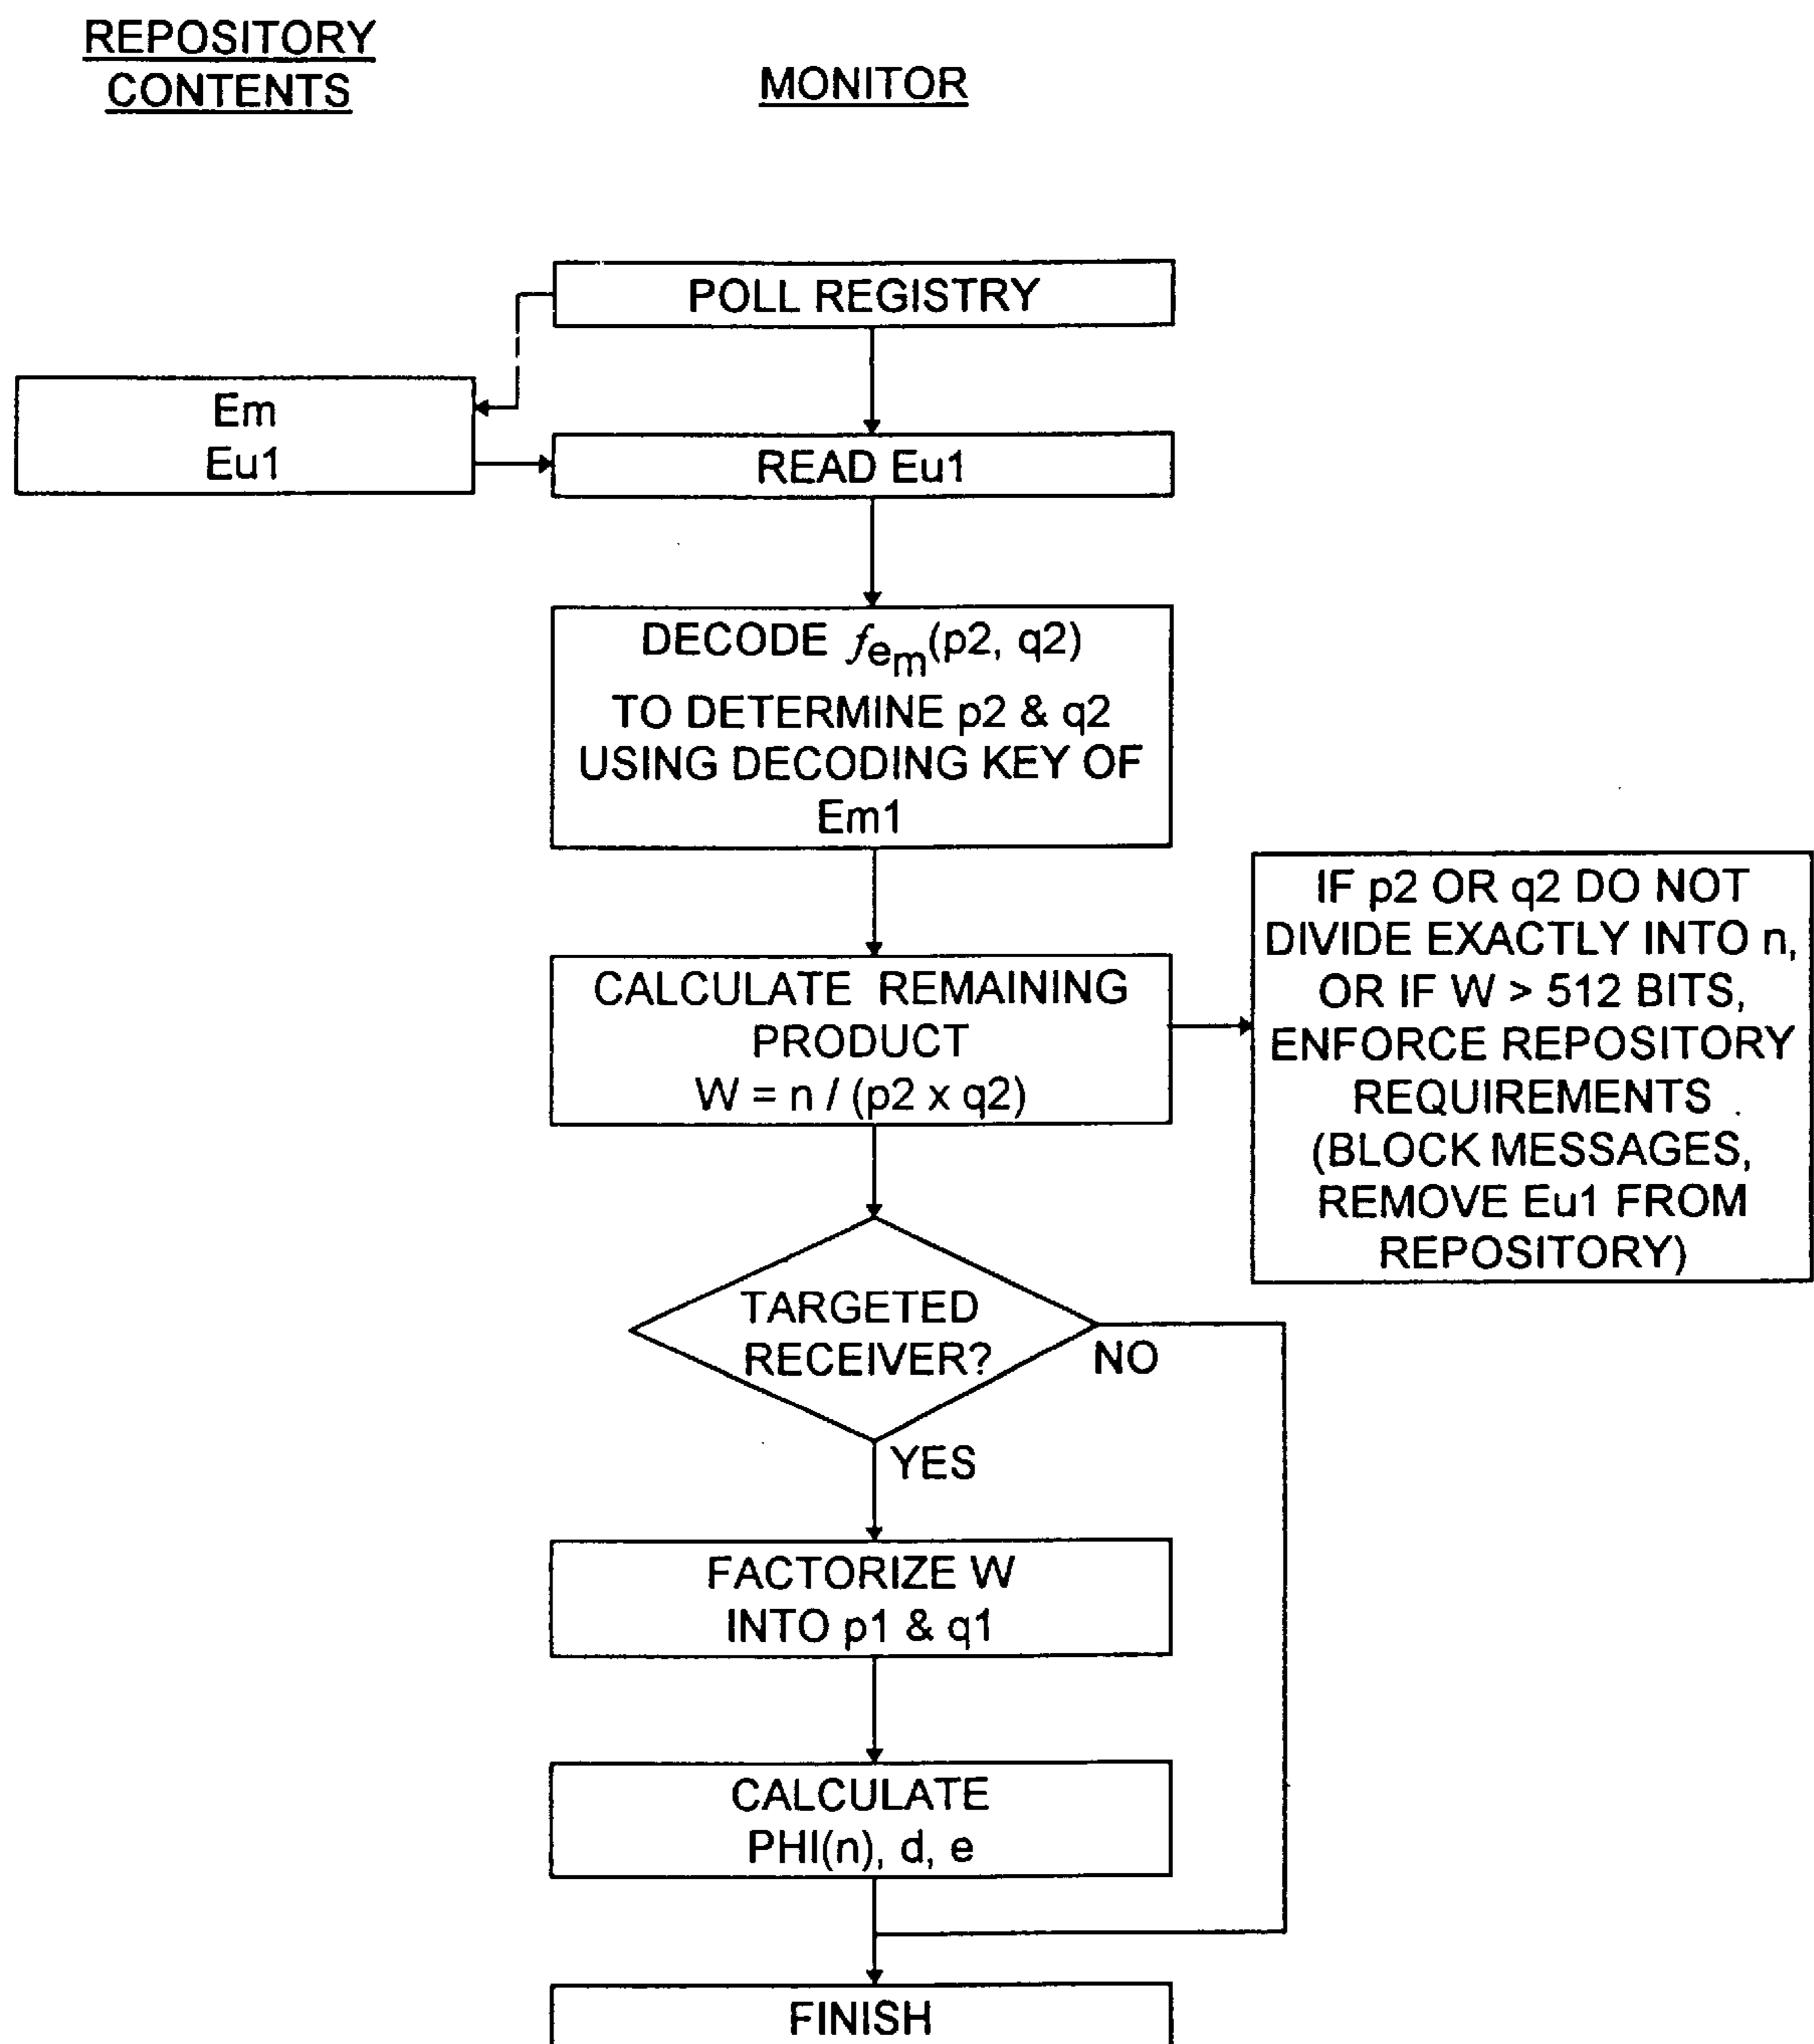 REPOSITORY
CONTENTS
MONITOR
POLL REGISTRY
Em
Eu1
READ Eu1
DECODE fem(p2, q2)
TO DETERMINE p2 & q2
USING DECODING KEY OF
Em1
CALCULATE REMAINING
PRODUCT
W = n / (p2 x q2)
IF p2 OR q2 DO NOT
DIVIDE EXACTLY INTO n,
OR IF W > 512 BITS,
ENFORCE REPOSITORY
REQUIREMENTS
(BLOCK MESSAGES,
REMOVE Eu1 FROM
REPOSITORY)
TARGETED
RECEIVER?
NO
YES
FACTORIZE W
INTO p1 & q1
CALCULATE
PHI(n), d, e
FINISH